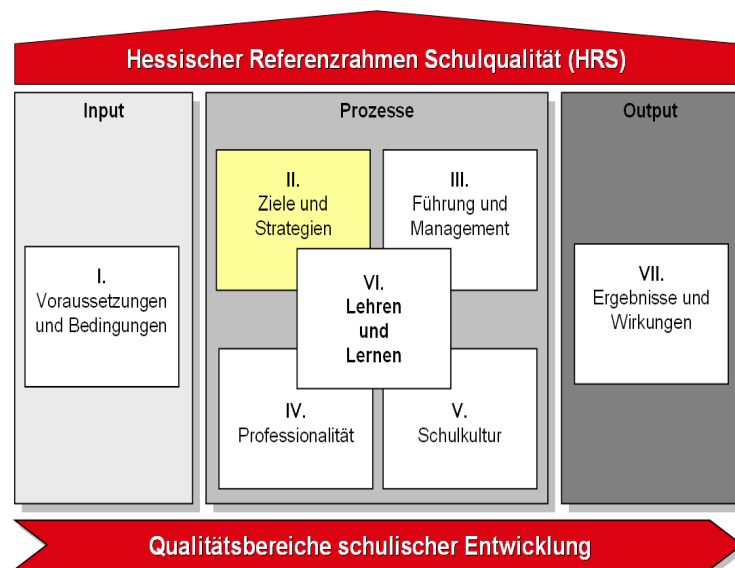 Hessischer Referenzrahmen Schulqualität (HRS)
Input
Prozesse
Output
I.
Voraussetzungen
und Bedingungen
II.
Ziele und
Strategien
III.
Führung und
Management
VI.
Lehren
und
Lernen
IV.
Professionalität
V.
Schulkultur
VII.
Ergebnisse und
Wirkungen
Qualitätsbereiche schulischer Entwicklung